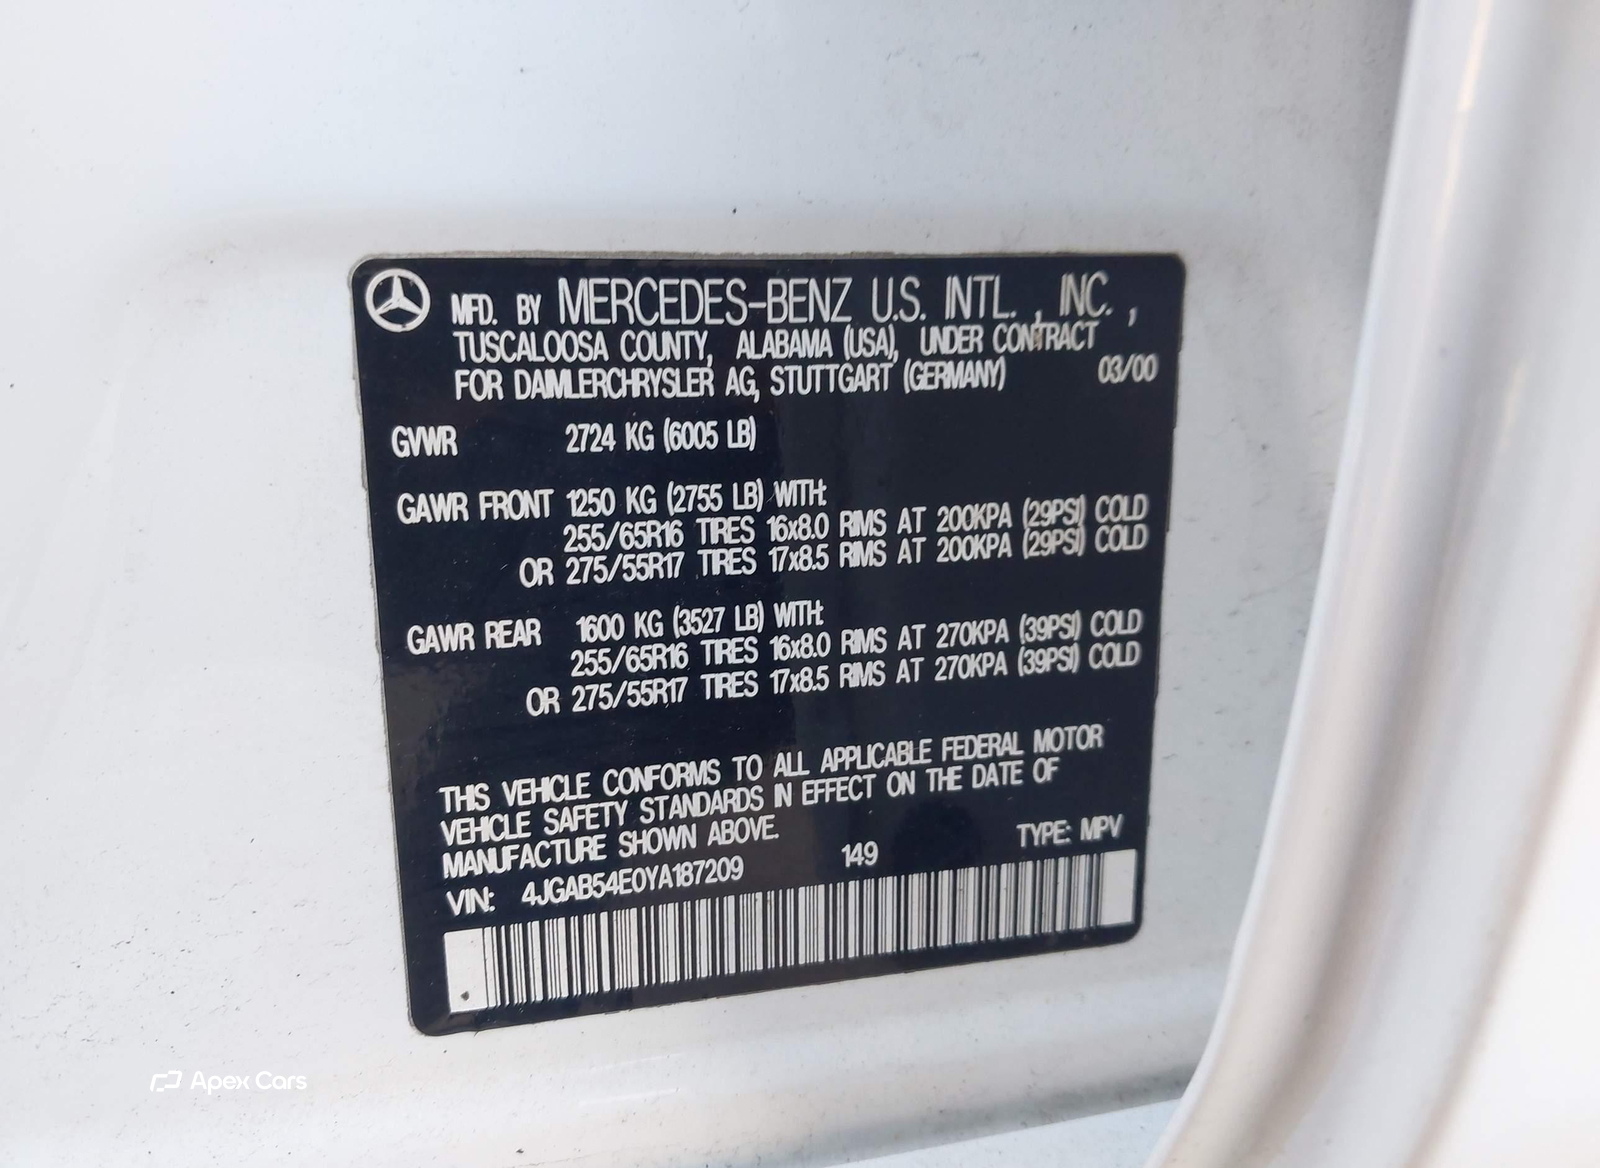 MFD. BY MERCEDES-BENZ U.S. INTL., INC.,
TUSCALOOSA COUNTY, ALABAMA (USA), UNDER CONTRACT
FOR DAIMLERCHRYSLER AG, STUTTGART (GERMANY) 03/00
GVWR 2724 KG (6005 LB)
GAWR FRONT 1250 KG (2755 LB) WITH:
255/65R16 TIRES 16x8.0 RIMS AT 200KPA (29PSI) COLD
OR 275/55R17 TIRES 17x8.5 RIMS AT 200KPA (29PSI) COLD
GAWR REAR 1600 KG (3527 LB) WITH:
255/65R16 TIRES 16x8.0 RIMS AT 270KPA (39PSI) COLD
OR 275/55R17 TIRES 17x8.5 RIMS AT 270KPA (39PSI) COLD
THIS VEHICLE CONFORMS TO ALL APPLICABLE FEDERAL MOTOR
VEHICLE SAFETY STANDARDS IN EFFECT ON THE DATE OF
MANUFACTURE SHOWN ABOVE.
VIN: 4JGAB54E0YA187209 149 TYPE: MPV
Apex Cars